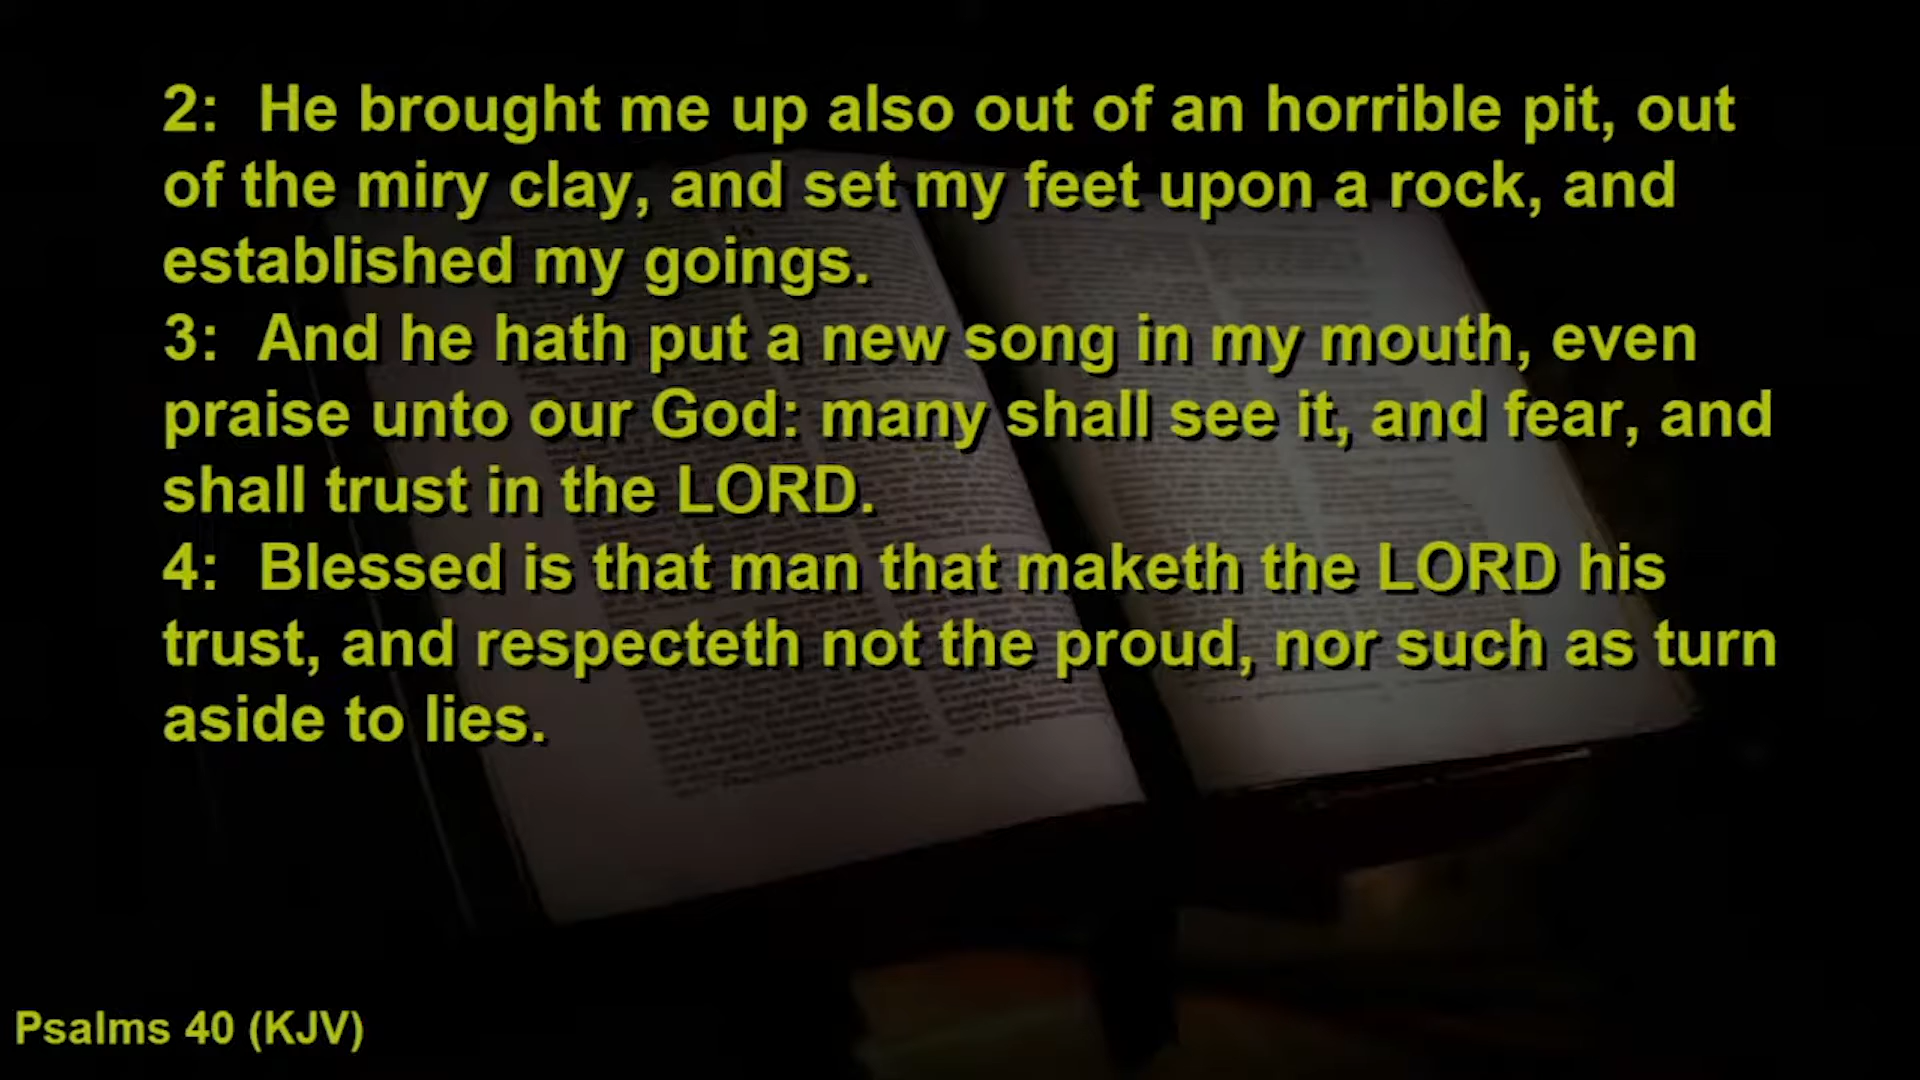 2:  He brought me up also out of an horrible pit, out
of the miry clay, and set my feet upon a rock, and
established my goings.
3:  And he hath put a new song in my mouth, even
praise unto our God: many shall see it, and fear, and
shall trust in the LORD.
4:  Blessed is that man that maketh the LORD his
trust, and respecteth not the proud, nor such as turn
aside to lies.
Psalms 40 (KJV)